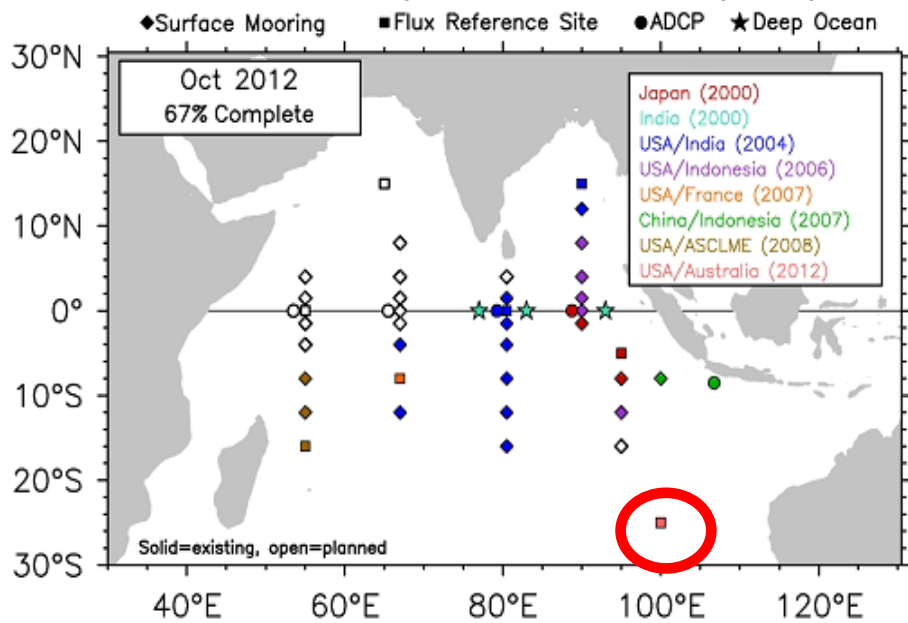 ◆Surface Mooring ■Flux Reference Site ●ADCP ★Deep Ocean
30°N
Oct 2012
67% Complete
Japan (2000)
India (2000)
20°N
USA/India (2004)
USA/Indonesia (2006)
USA/France (2007)
10°N
China/Indonesia (2007)
USA/ASCLME (2008)
USA/Australia (2012)
0°
10°S
20°S
Solid=existing, open=planned
30°S
40°E 60°E 80°E 100°E 120°E